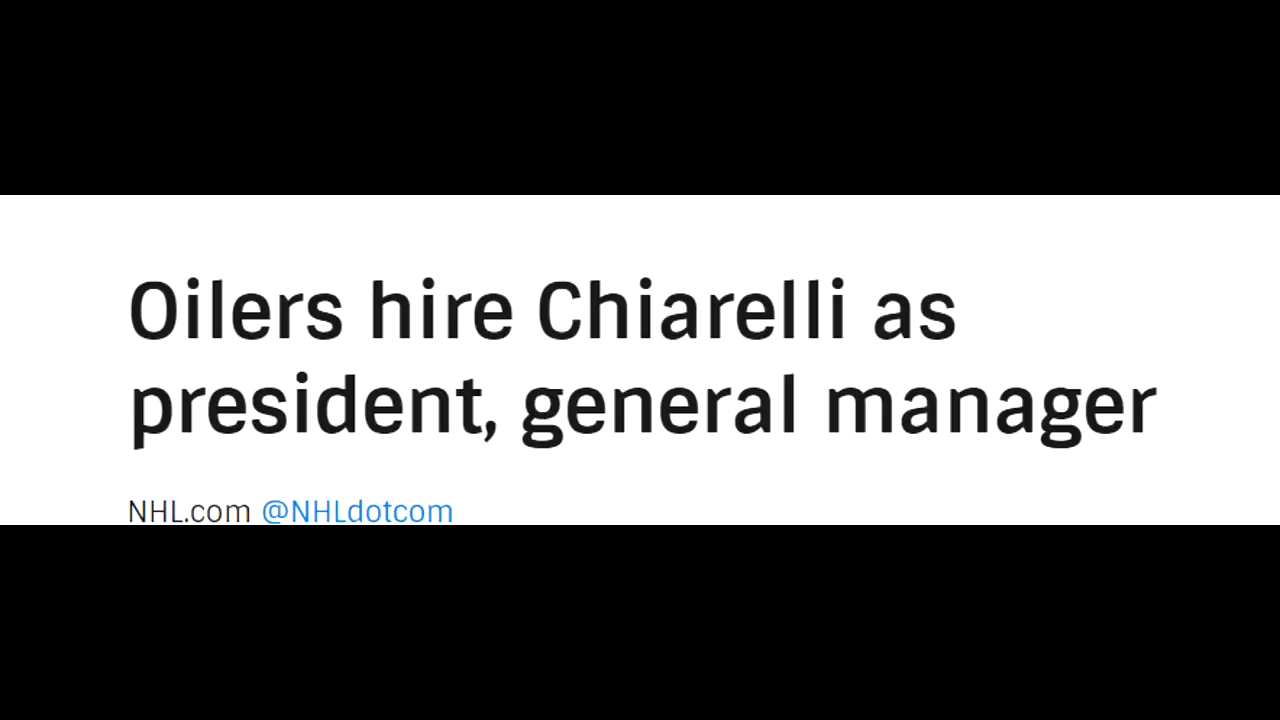 Oilers hire Chiarelli as
president, general manager
NHL.com @NHLdotcom